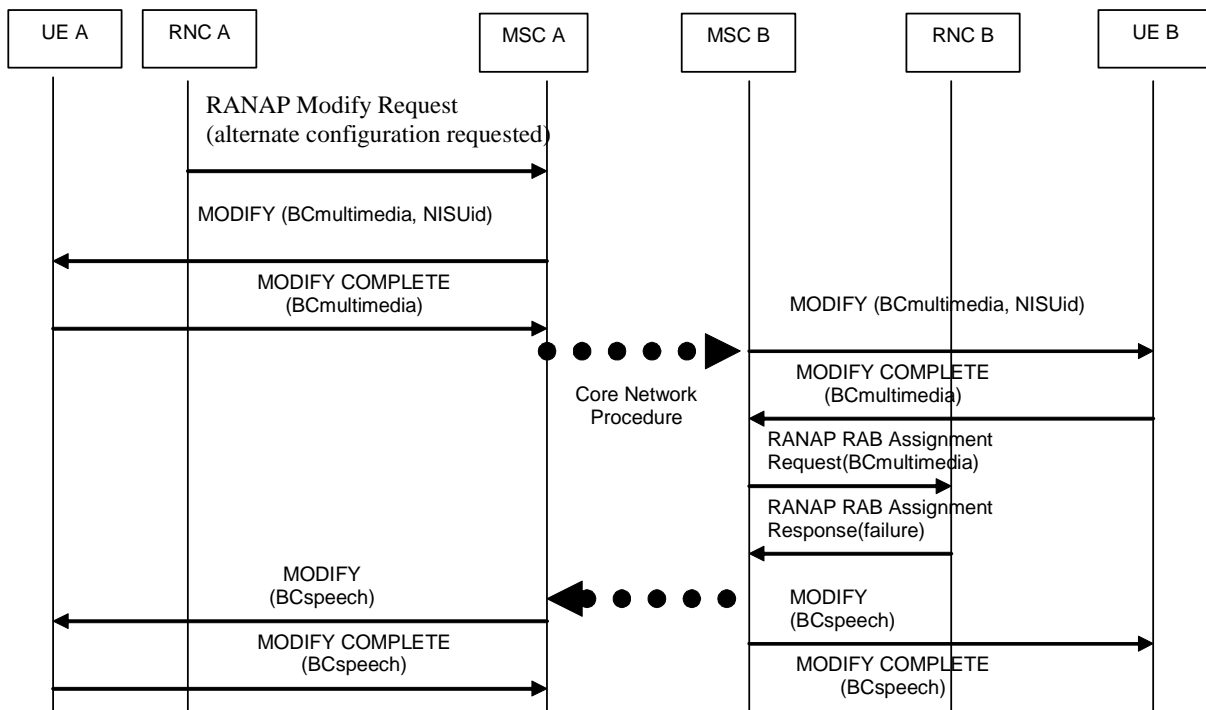 UE A
RNC A
MSC A
MSC B
RNC B
UE B
RANAP Modify Request
(alternate configuration requested)
MODIFY (BCmultimedia, NISUid)
MODIFY COMPLETE
(BCmultimedia)
MODIFY (BCmultimedia, NISUid)
Core Network
Procedure
MODIFY COMPLETE
(BCmultimedia)
RANAP RAB Assignment
Request(BCmultimedia)
RANAP RAB Assignment
Response(failure)
MODIFY
(BCspeech)
MODIFY
(BCspeech)
MODIFY COMPLETE
(BCspeech)
MODIFY COMPLETE
(BCspeech)